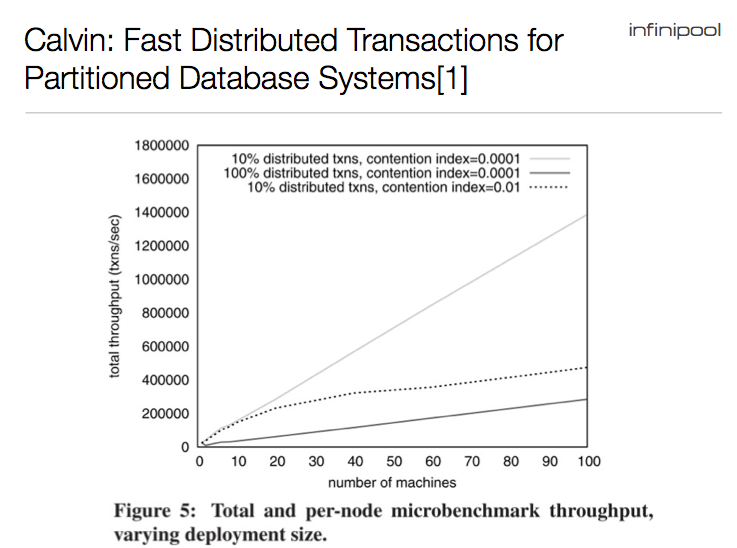 Calvin: Fast Distributed Transactions for
Partitioned Database Systems[1]
infinipool
1800000
1600000
1400000
1200000
1000000
800000
600000
400000
200000
0
total throughput (txns/sec)
10% distributed txns, contention index=0.0001
100% distributed txns, contention index=0.0001
10% distributed txns, contention index=0.01
0 10 20 30 40 50 60 70 80 90 100
number of machines
Figure 5: Total and per-node microbenchmark throughput,
varying deployment size.